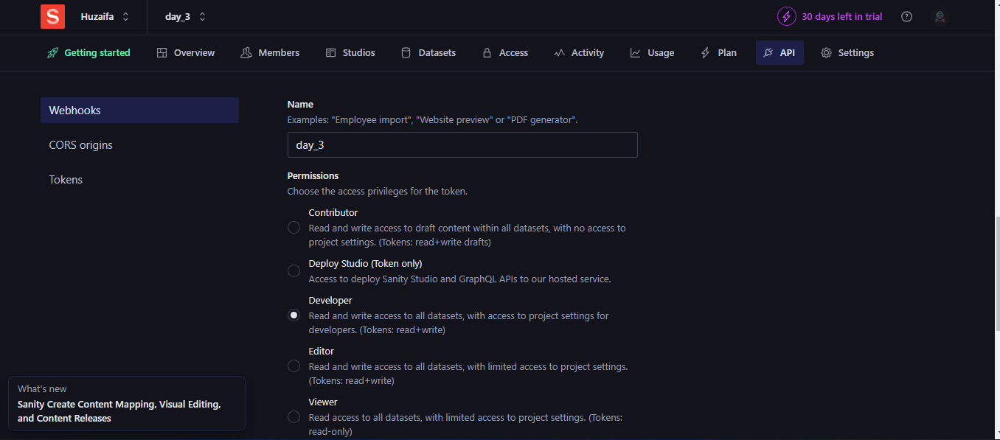 S Huzaifa day_3 30 days left in trial
Getting started Overview Members Studios Datasets Access Activity Usage Plan API Settings
Webhooks
CORS origins
Tokens
Name
Examples: "Employee import", "Website preview" or "PDF generator".
day_3
Permissions
Choose the access privileges for the token.
Contributor
Read and write access to draft content within all datasets, with no access to
project settings. (Tokens: read+write drafts)
Deploy Studio (Token only)
Access to deploy Sanity Studio and GraphQL APIs to our hosted service.
Developer
Read and write access to all datasets, with access to project settings for
developers. (Tokens: read+write)
Editor
Read and write access to all datasets, with limited access to project settings.
(Tokens: read+write)
Viewer
Read access to all datasets, with limited access to project settings. (Tokens:
read-only)
What's new
Sanity Create Content Mapping, Visual Editing,
and Content Releases